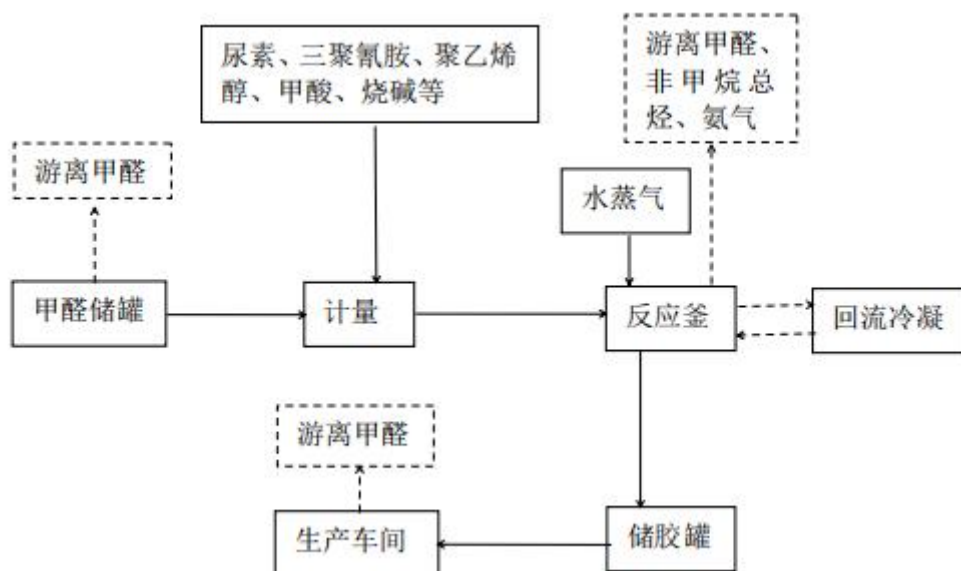 尿素、三聚氰胺、聚乙烯
醇、甲酸、烧碱等
游离甲醛、
非甲烷总
烃、氨气
游离甲醛
水蒸气
甲醛储罐
计量
反应釜
回流冷凝
游离甲醛
生产车间
储胶罐